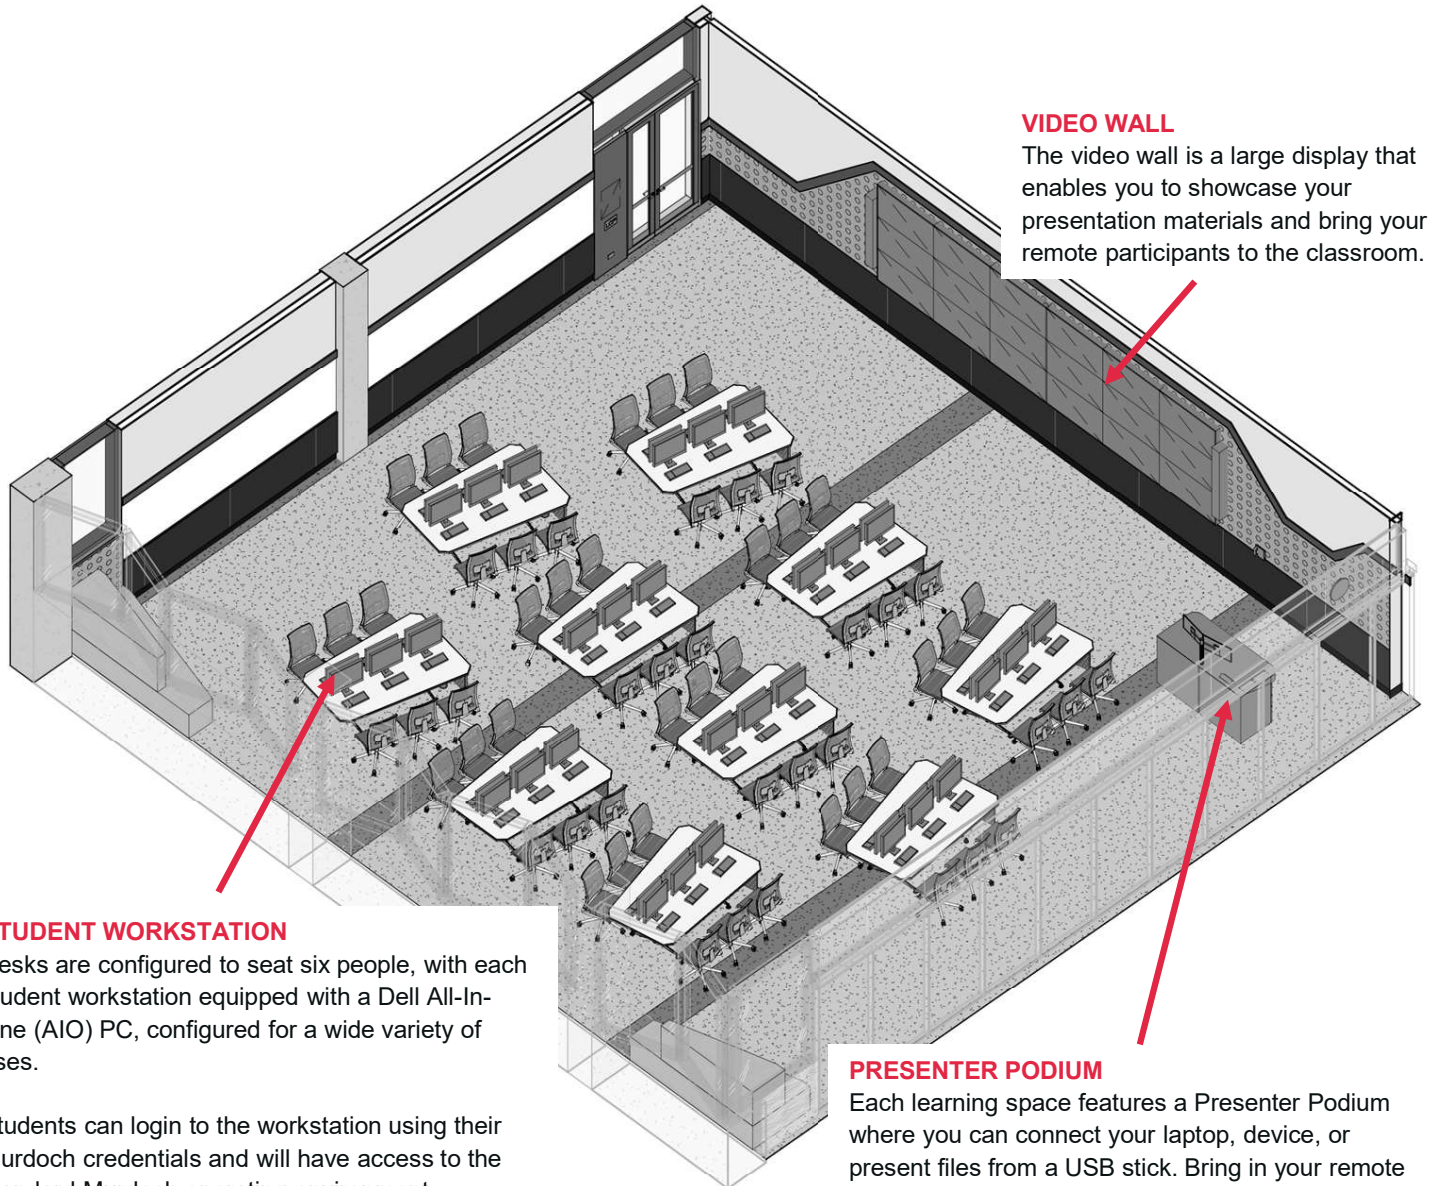 VIDEO WALL
The video wall is a large display that
enables you to showcase your
presentation materials and bring your
remote participants to the classroom.
TUDENT WORKSTATION
esks are configured to seat six people, with each
udent workstation equipped with a Dell All-In-
ne (AIO) PC, configured for a wide variety of
ses.
tudents can login to the workstation using their
urdoch credentials and will have access to the
PRESENTER PODIUM
Each learning space features a Presenter Podium
where you can connect your laptop, device, or
present files from a USB stick. Bring in your remote